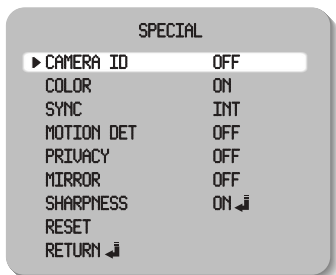 SPECIAL
CAMERA ID OFF
COLOR ON
SYNC INT
MOTION DET OFF
PRIVACY OFF
MIRROR OFF
SHARPNESS ON
RESET
RETURN